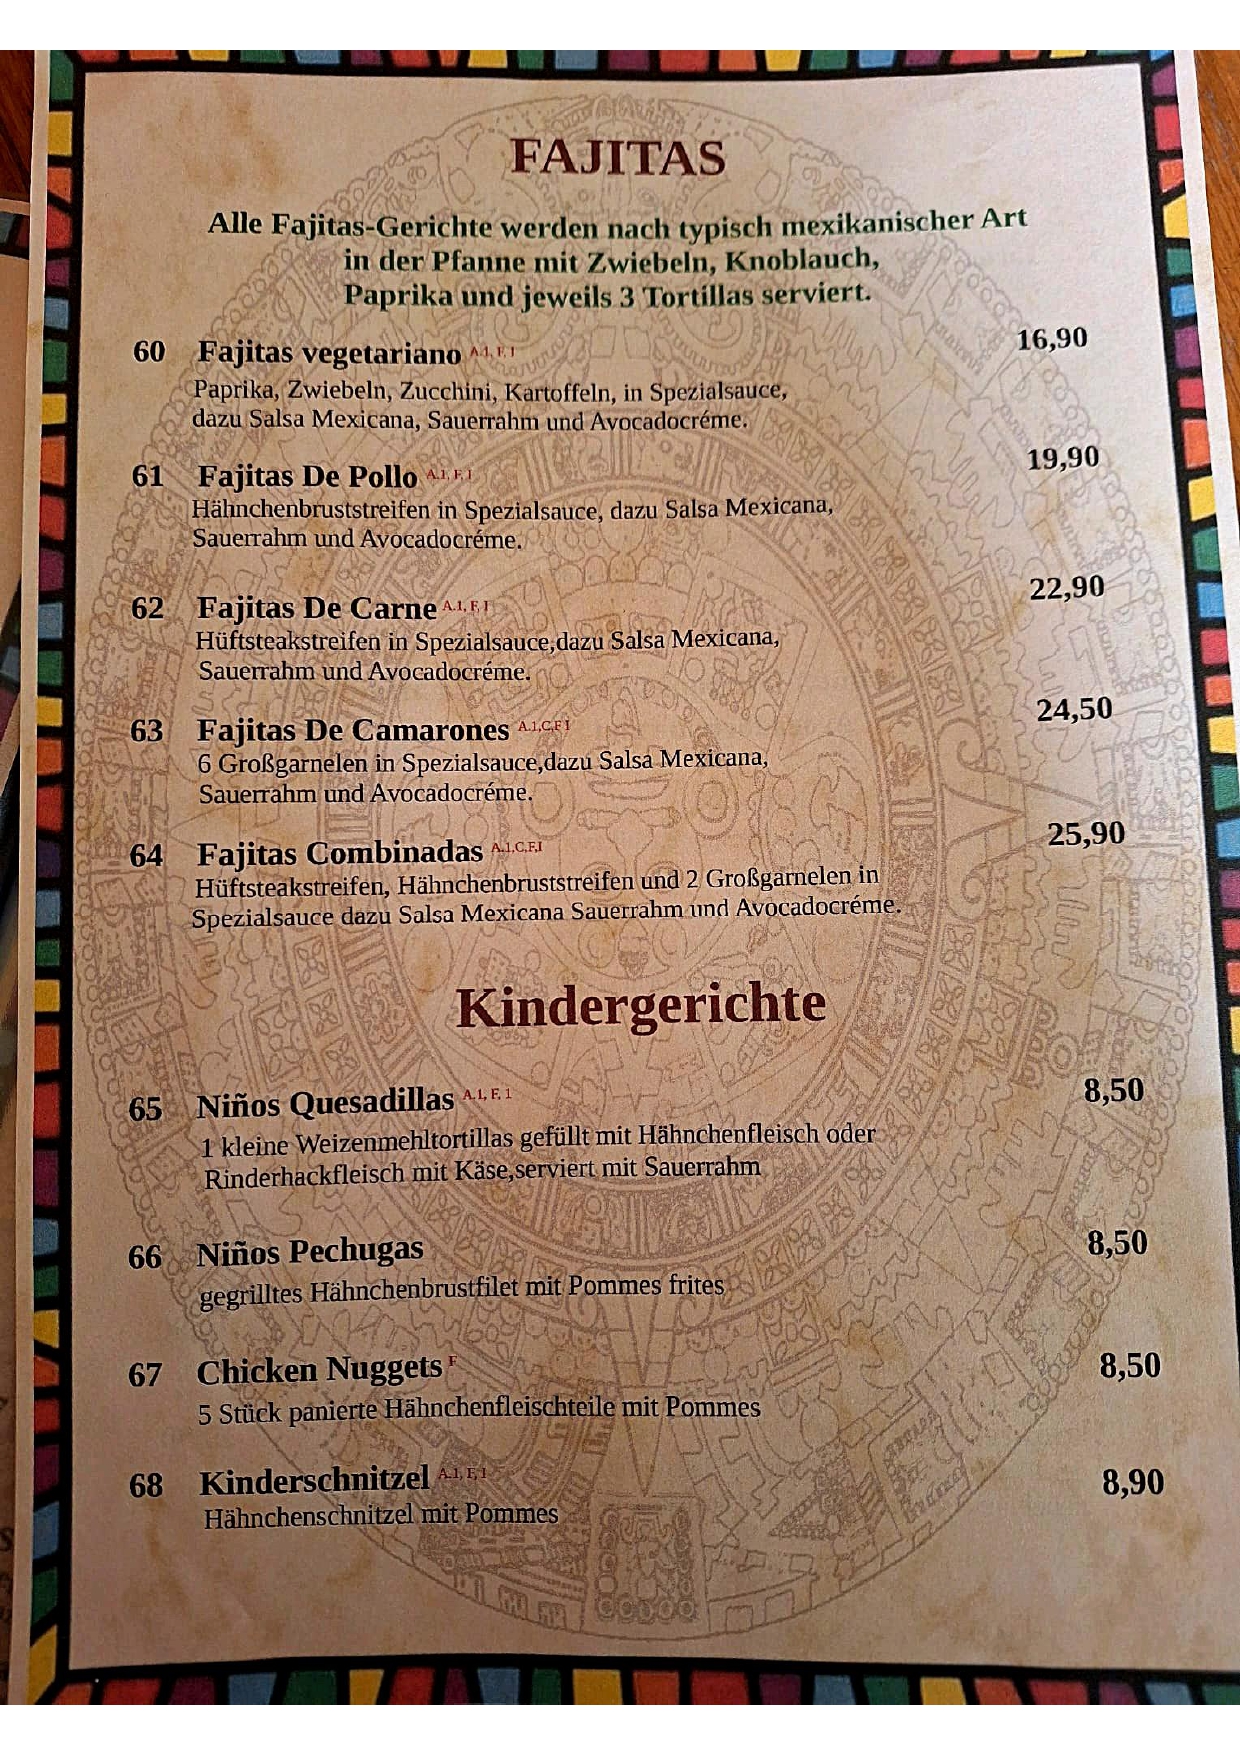 FAJITAS
Alle Fajitas-Gerichte werden nach typisch mexikanischer Art
in der Pfanne mit Zwiebeln, Knoblauch,
Paprika und jeweils 3 Tortillas serviert.
60 Fajitas vegetariano A.1, F, I 16,90
Paprika, Zwiebeln, Zucchini, Kartoffeln, in Spezialsauce,
dazu Salsa Mexicana, Sauerrahm und Avocadocréme.
61 Fajitas De Pollo A.1, F, I 19,90
Hähnchenbruststreifen in Spezialsauce, dazu Salsa Mexicana,
Sauerrahm und Avocadocréme.
62 Fajitas De Carne A.1, F, I 22,90
Hüftsteakstreifen in Spezialsauce,dazu Salsa Mexicana,
Sauerrahm und Avocadocréme.
63 Fajitas De Camarones A.1,C,F I 24,50
6 Großgarnelen in Spezialsauce,dazu Salsa Mexicana,
Sauerrahm und Avocadocréme.
64 Fajitas Combinadas A.1,C,F,I 25,90
Hüftsteakstreifen, Hähnchenbruststreifen und 2 Großgarnelen in
Spezialsauce dazu Salsa Mexicana Sauerrahm und Avocadocréme.
Kindergerichte
65 Niños Quesadillas A.1, F, 1 8,50
1 kleine Weizenmehltortillas gefüllt mit Hähnchenfleisch oder
Rinderhackfleisch mit Käse,serviert mit Sauerrahm
66 Niños Pechugas 8,50
gegrilltes Hähnchenbrustfilet mit Pommes frites
67 Chicken Nuggets F 8,50
5 Stück panierte Hähnchenfleischteile mit Pommes
68 Kinderschnitzel A.1, F, 1 8,90
Hähnchenschnitzel mit Pommes